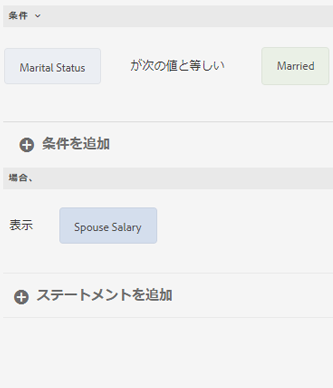 条件
Marital Status が次の値と等しい Married
条件を追加
場合、
表示 Spouse Salary
ステートメントを追加